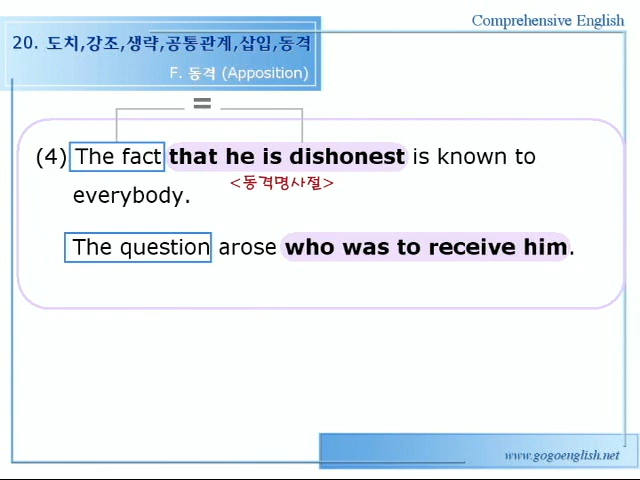 Comprehensive English
20. 도치,강조,생략,공통관계,삽입,동격
F. 동격 (Apposition)
=
(4) The fact that he is dishonest is known to
<동격명사절>
everybody.
The question arose who was to receive him.
www.gogoenglish.net